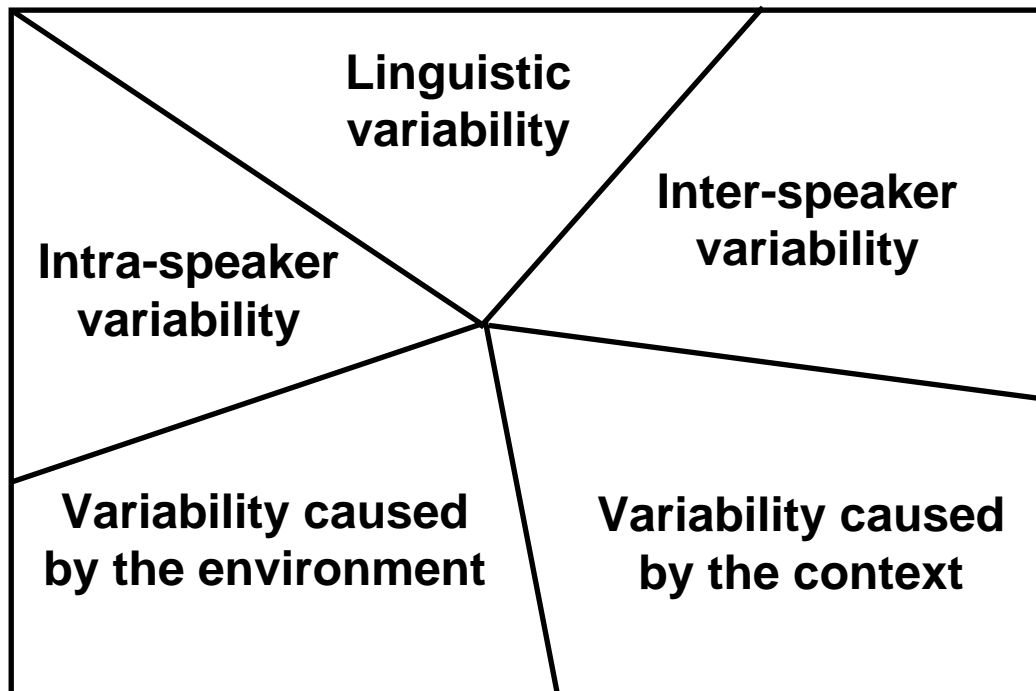 Linguistic
variability
Inter-speaker
variability
Intra-speaker
variability
Variability caused
by the environment
Variability caused
by the context